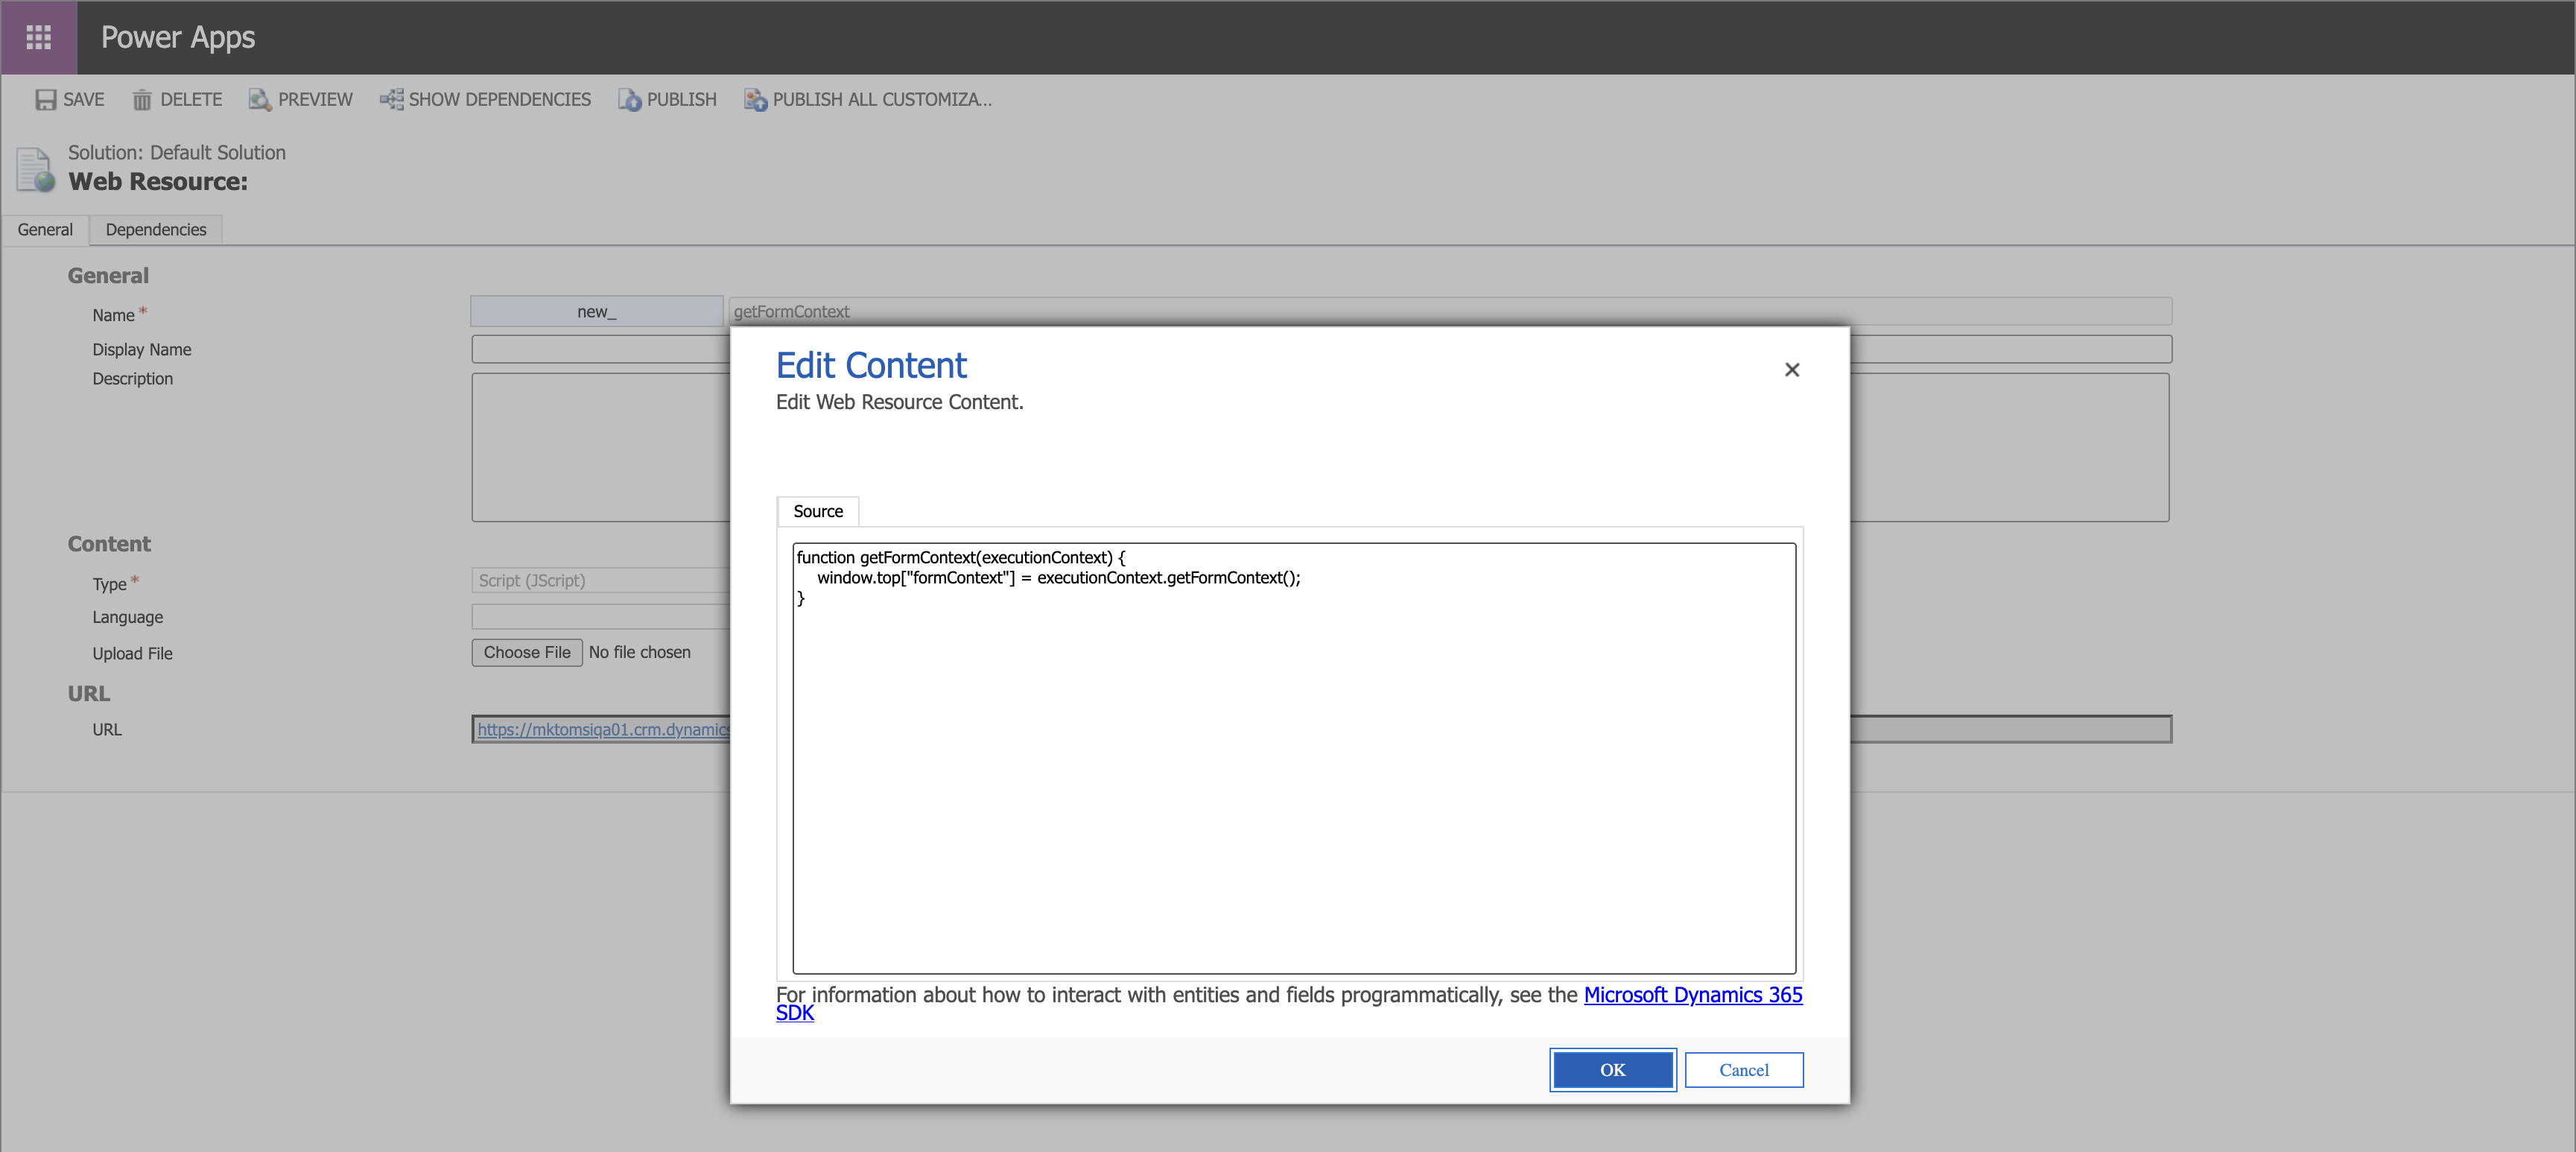 Power Apps
SAVE DELETE PREVIEW SHOW DEPENDENCIES PUBLISH PUBLISH ALL CUSTOMIZA...
Solution: Default Solution
Web Resource:
General Dependencies
General
Name * new_ getFormContext
Display Name
Description
Content
Type * Script (JScript)
Language
Upload File Choose File No file chosen
URL
URL https://mktomsiqa01.crm.dynamics
Edit Content
Edit Web Resource Content.
Source
function getFormContext(executionContext) {
    window.top["formContext"] = executionContext.getFormContext();
}
For information about how to interact with entities and fields programmatically, see the Microsoft Dynamics 365
SDK
OK Cancel